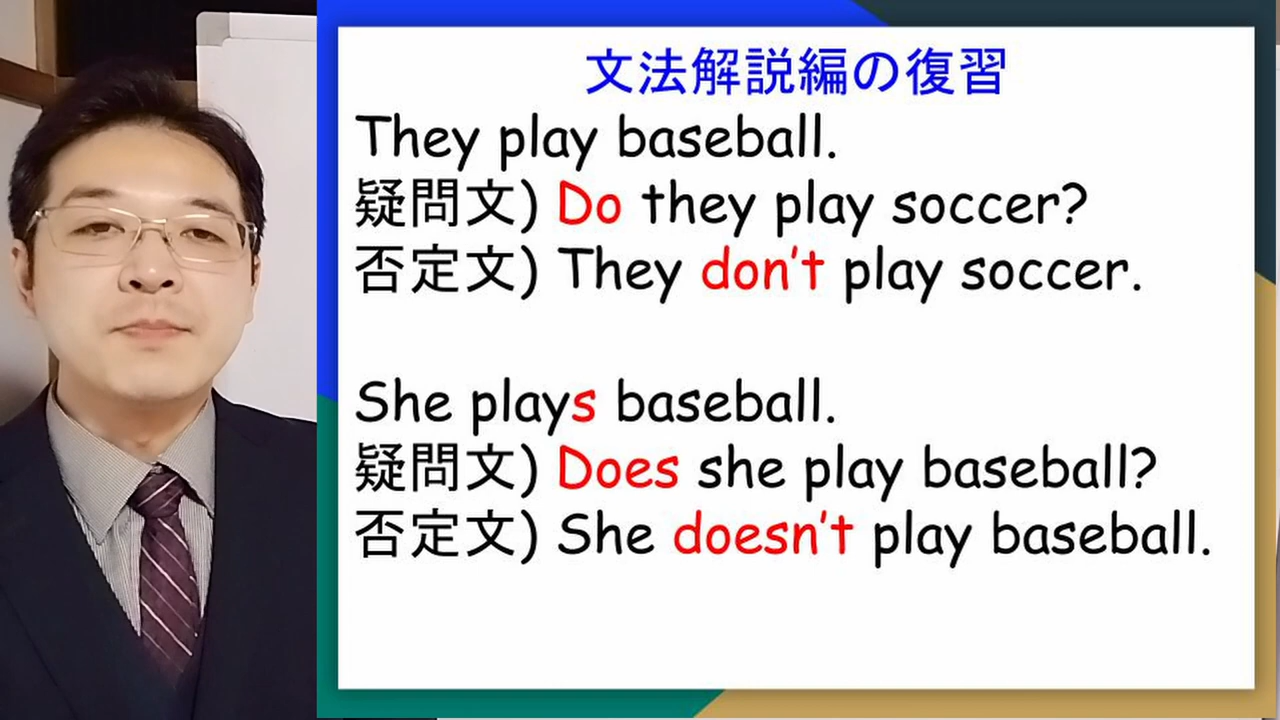 文法解説編の復習
They play baseball.
疑問文) Do they play soccer?
否定文) They don't play soccer.
She plays baseball.
疑問文) Does she play baseball?
否定文) She doesn't play baseball.